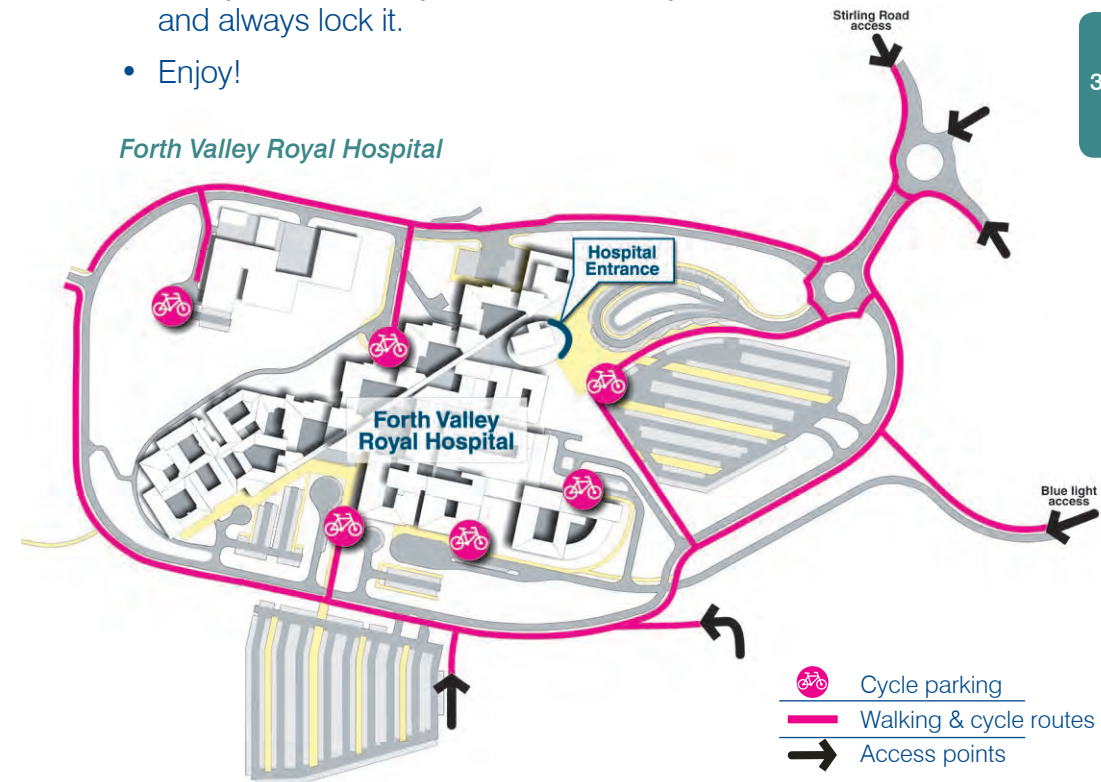 and always lock it.
• Enjoy!
Forth Valley Royal Hospital
Stirling Road
access
3
Hospital
Entrance
Forth Valley
Royal Hospital
Blue light
access
Cycle parking
Walking & cycle routes
Access points